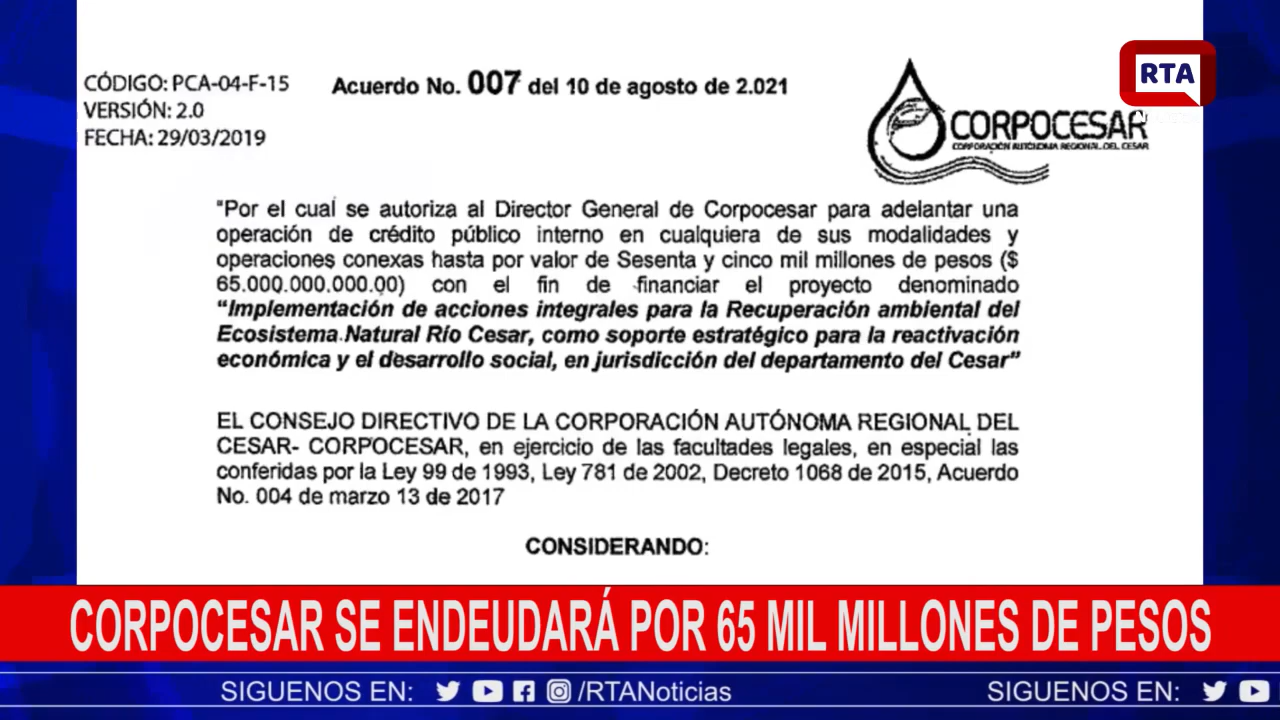 CÓDIGO: PCA-04-F-15
VERSIÓN: 2.0
FECHA: 29/03/2019
Acuerdo No. 007 del 10 de agosto de 2.021
CORPOCESAR
CORPORACIÓN AUTÓNOMA REGIONAL DEL CESAR
RTA
"Por el cual se autoriza al Director General de Corpocesar para adelantar una
operación de crédito público interno en cualquiera de sus modalidades y
operaciones conexas hasta por valor de Sesenta y cinco mil millones de pesos ($
65.000.000.000.00) con el fin de financiar el proyecto denominado
"Implementación de acciones integrales para la Recuperación ambiental del
Ecosistema Natural Río Cesar, como soporte estratégico para la reactivación
económica y el desarrollo social, en jurisdicción del departamento del Cesar"
EL CONSEJO DIRECTIVO DE LA CORPORACIÓN AUTÓNOMA REGIONAL DEL
CESAR- CORPOCESAR, en ejercicio de las facultades legales, en especial las
conferidas por la Ley 99 de 1993, Ley 781 de 2002, Decreto 1068 de 2015, Acuerdo
No. 004 de marzo 13 de 2017
CONSIDERANDO:
CORPOCESAR SE ENDEUDARÁ POR 65 MIL MILLONES DE PESOS
SIGUENOS EN: /RTANoticias SIGUENOS EN: